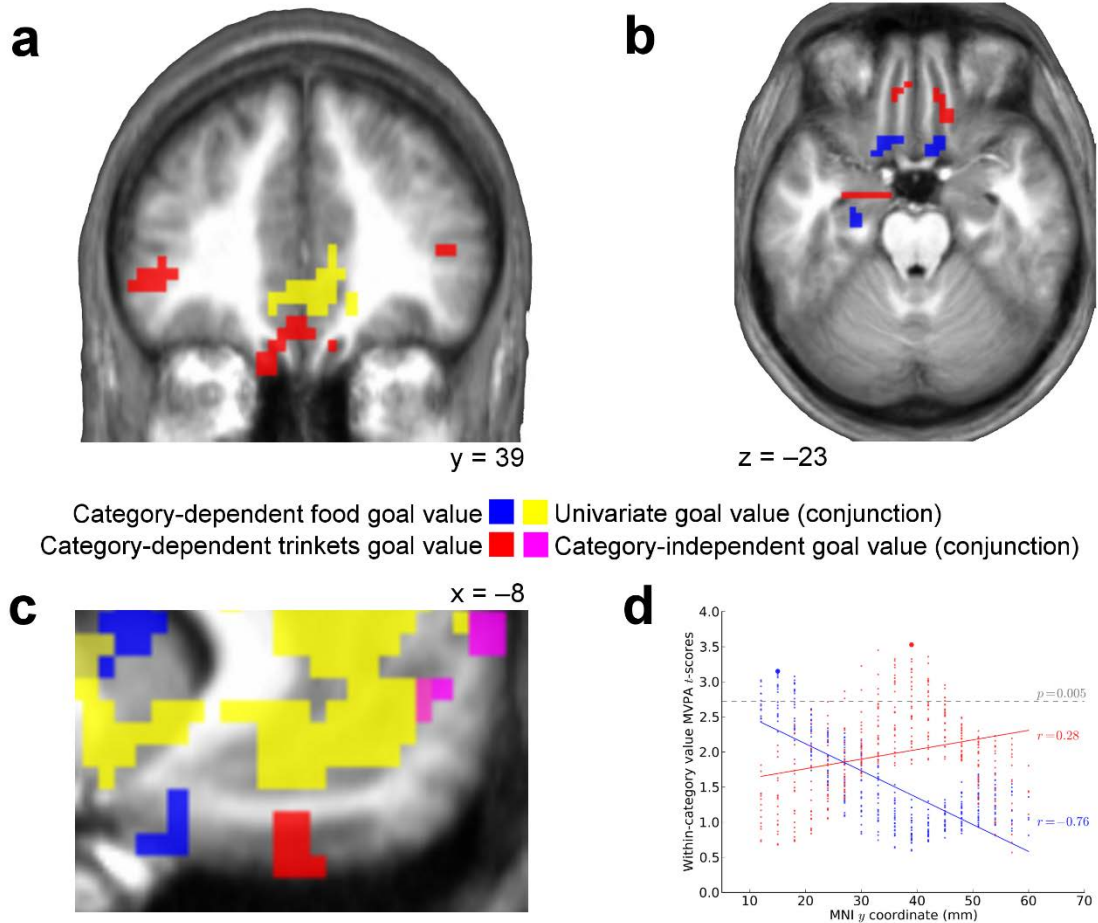 a
b
y = 39
z = –23
Category-dependent food goal value
Univariate goal value (conjunction)
Category-dependent trinkets goal value
Category-independent goal value (conjunction)
c
x = –8
d
Within-category value MVPA t-scores
4.0
3.5
3.0
2.5
2.0
1.5
1.0
0.5
0.0
p=0.005
r=0.28
r=−0.76
0 10 20 30 40 50 60 70
MNI y coordinate (mm)